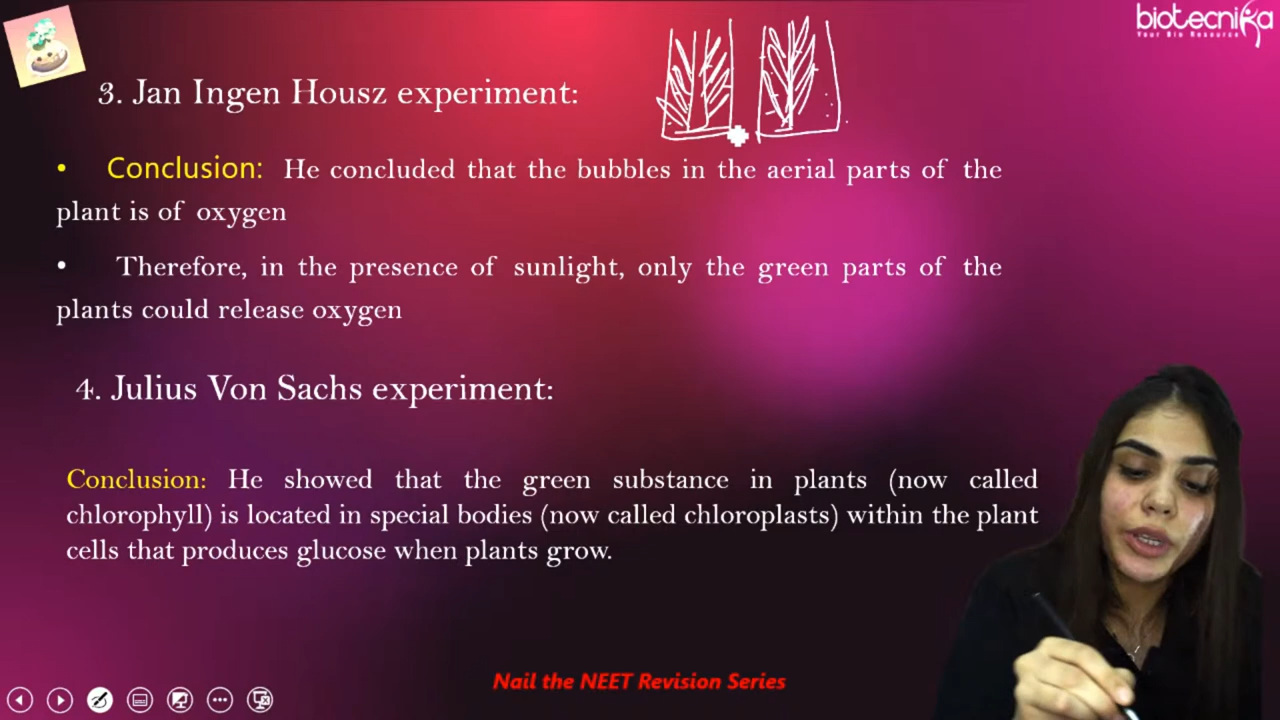 biotecnika
Your Bio Resource
3. Jan Ingen Housz experiment:
• Conclusion: He concluded that the bubbles in the aerial parts of the
plant is of oxygen
• Therefore, in the presence of sunlight, only the green parts of the
plants could release oxygen
4. Julius Von Sachs experiment:
Conclusion: He showed that the green substance in plants (now called
chlorophyll) is located in special bodies (now called chloroplasts) within the plant
cells that produces glucose when plants grow.
Nail the NEET Revision Series